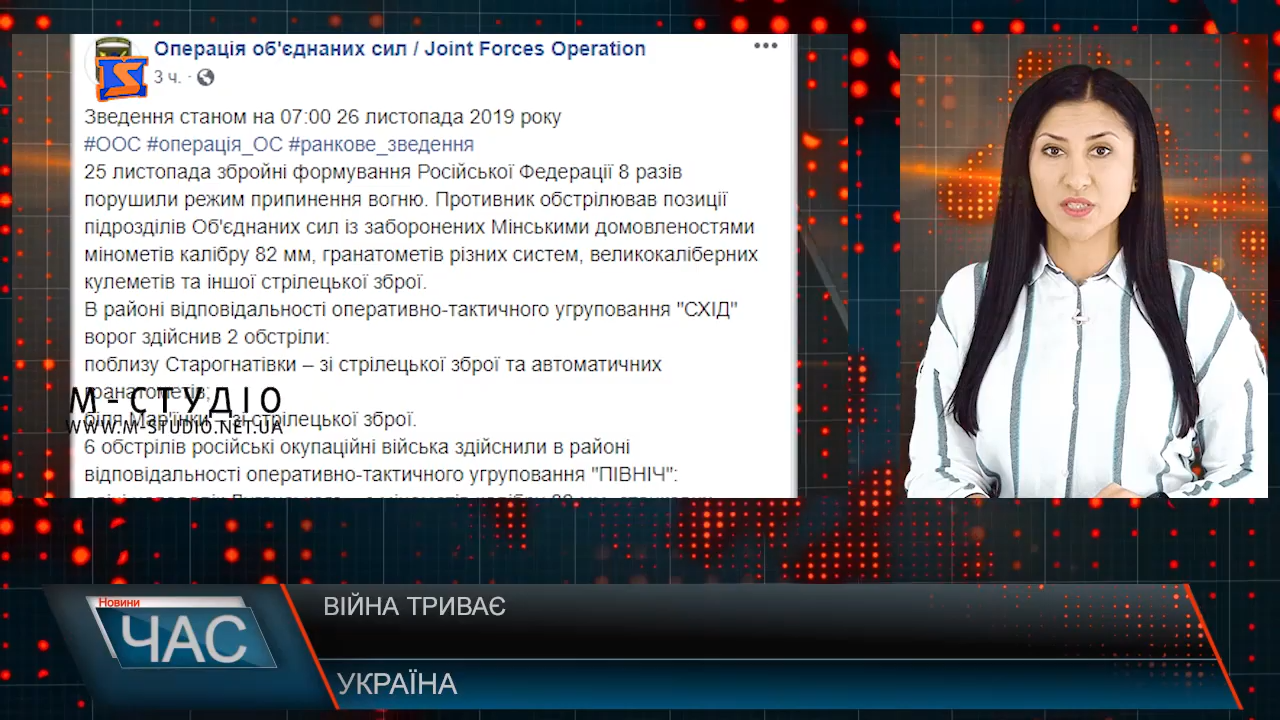 Операція об'єднаних сил / Joint Forces Operation
3 ч. ·
Зведення станом на 07:00 26 листопада 2019 року
#ООС #операція_ОС #ранкове_зведення
25 листопада збройні формування Російської Федерації 8 разів
порушили режим припинення вогню. Противник обстрілював позиції
підрозділів Об'єднаних сил із заборонених Мінськими домовленостями
мінометів калібру 82 мм, гранатометів різних систем, великокаліберних
кулеметів та іншої стрілецької зброї.
В районі відповідальності оперативно-тактичного угруповання "СХІД"
ворог здійснив 2 обстріли:
поблизу Старогнатівки – зі стрілецької зброї та автоматичних
гранатометів;
біля Мар'їнки – зі стрілецької зброї.
6 обстрілів російські окупаційні війська здійснили в районі
відповідальності оперативно-тактичного угруповання "ПІВНІЧ":
М-СТУДІО
WWW.M-STUDIO.NET.UA
Новини
ЧАС
ВІЙНА ТРИВАЄ
УКРАЇНА